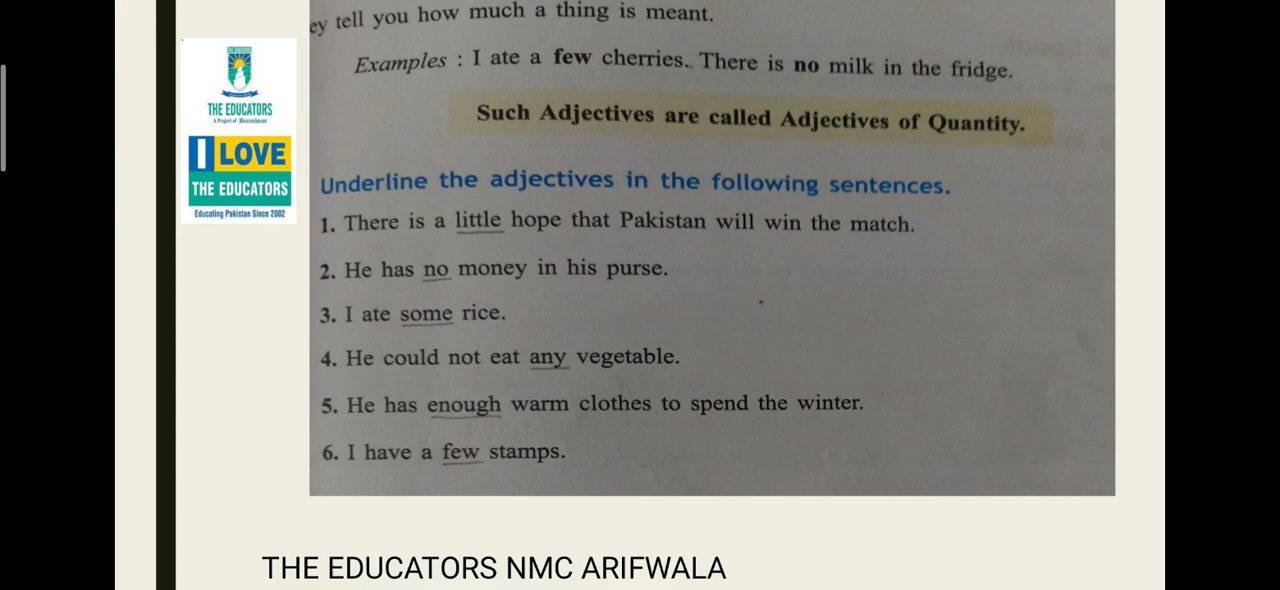 ey tell you how much a thing is meant.
Examples : I ate a few cherries. There is no milk in the fridge.
Such Adjectives are called Adjectives of Quantity.
Underline the adjectives in the following sentences.
1. There is a little hope that Pakistan will win the match.
2. He has no money in his purse.
3. I ate some rice.
4. He could not eat any vegetable.
5. He has enough warm clothes to spend the winter.
6. I have a few stamps.
THE EDUCATORS
A Project of Beaconhouse
I LOVE
THE EDUCATORS
Educating Pakistan Since 2002
THE EDUCATORS NMC ARIFWALA